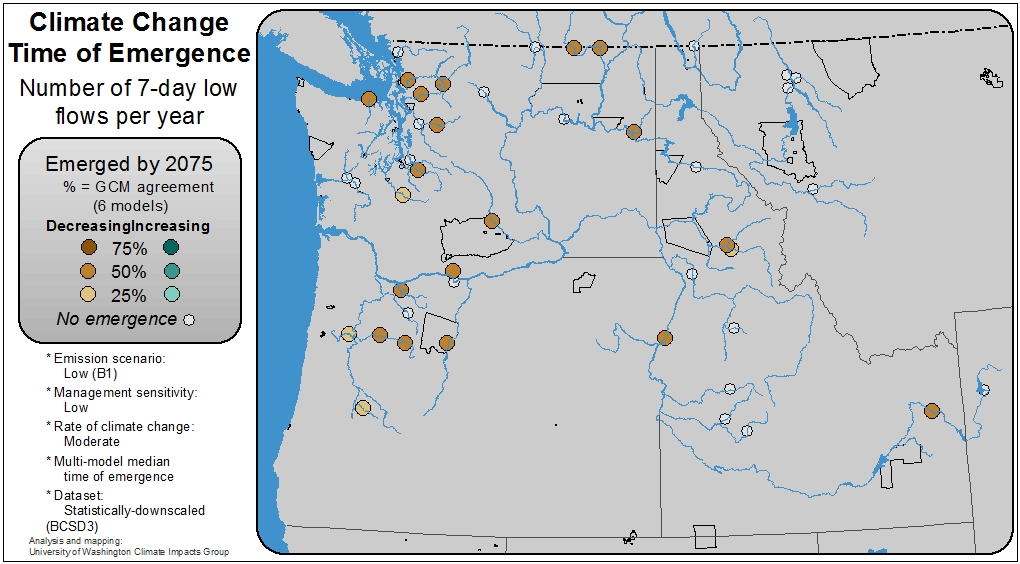 Climate Change
Time of Emergence
Number of 7-day low
flows per year
Emerged by 2075
% = GCM agreement
(6 models)
DecreasingIncreasing
75%
50%
25%
No emergence
* Emission scenario:
Low (B1)
* Management sensitivity:
Low
* Rate of climate change:
Moderate
* Multi-model median
time of emergence
* Dataset:
Statistically-downscaled
(BCSD3)
Analysis and mapping:
University of Washington Climate Impacts Group